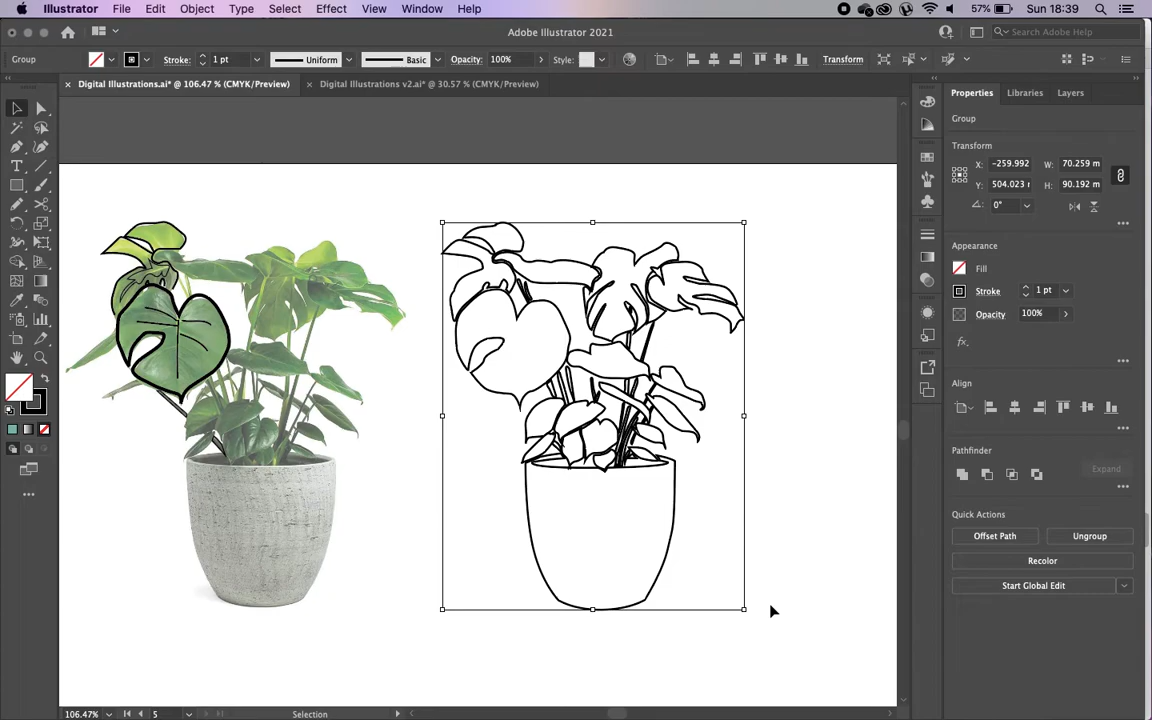 Illustrator File Edit Object Type Select Effect View Window Help 57% Sun 18:39
Adobe Illustrator 2021 Search Adobe Help
Group Stroke: 1 pt Uniform Basic Opacity: 100% Style: Transform
× Digital Illustrations.ai* @ 106.47 % (CMYK/Preview) × Digital Illustrations v2.ai* @ 30.57 % (CMYK/Preview)
Properties Libraries Layers
Group
Transform
X: -259.992 W: 70.259 m
Y: 504.023 H: 90.192 m
0°
Appearance
Fill
Stroke 1 pt
Opacity 100%
fx.
Align
Pathfinder
Expand
Quick Actions
Offset Path Ungroup
Recolor
Start Global Edit
106.47% 5 Selection